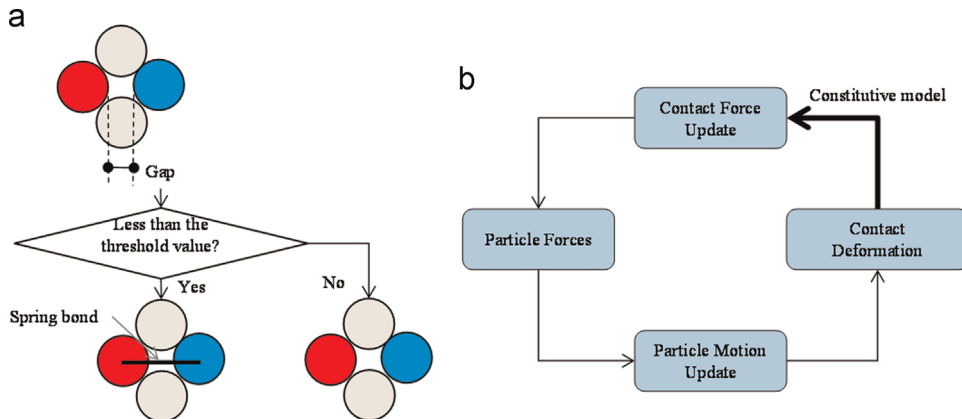 a
Gap
Less than the
threshold value?
Yes
No
Spring bond
b
Constitutive model
Contact Force
Update
Particle Forces
Contact
Deformation
Particle Motion
Update